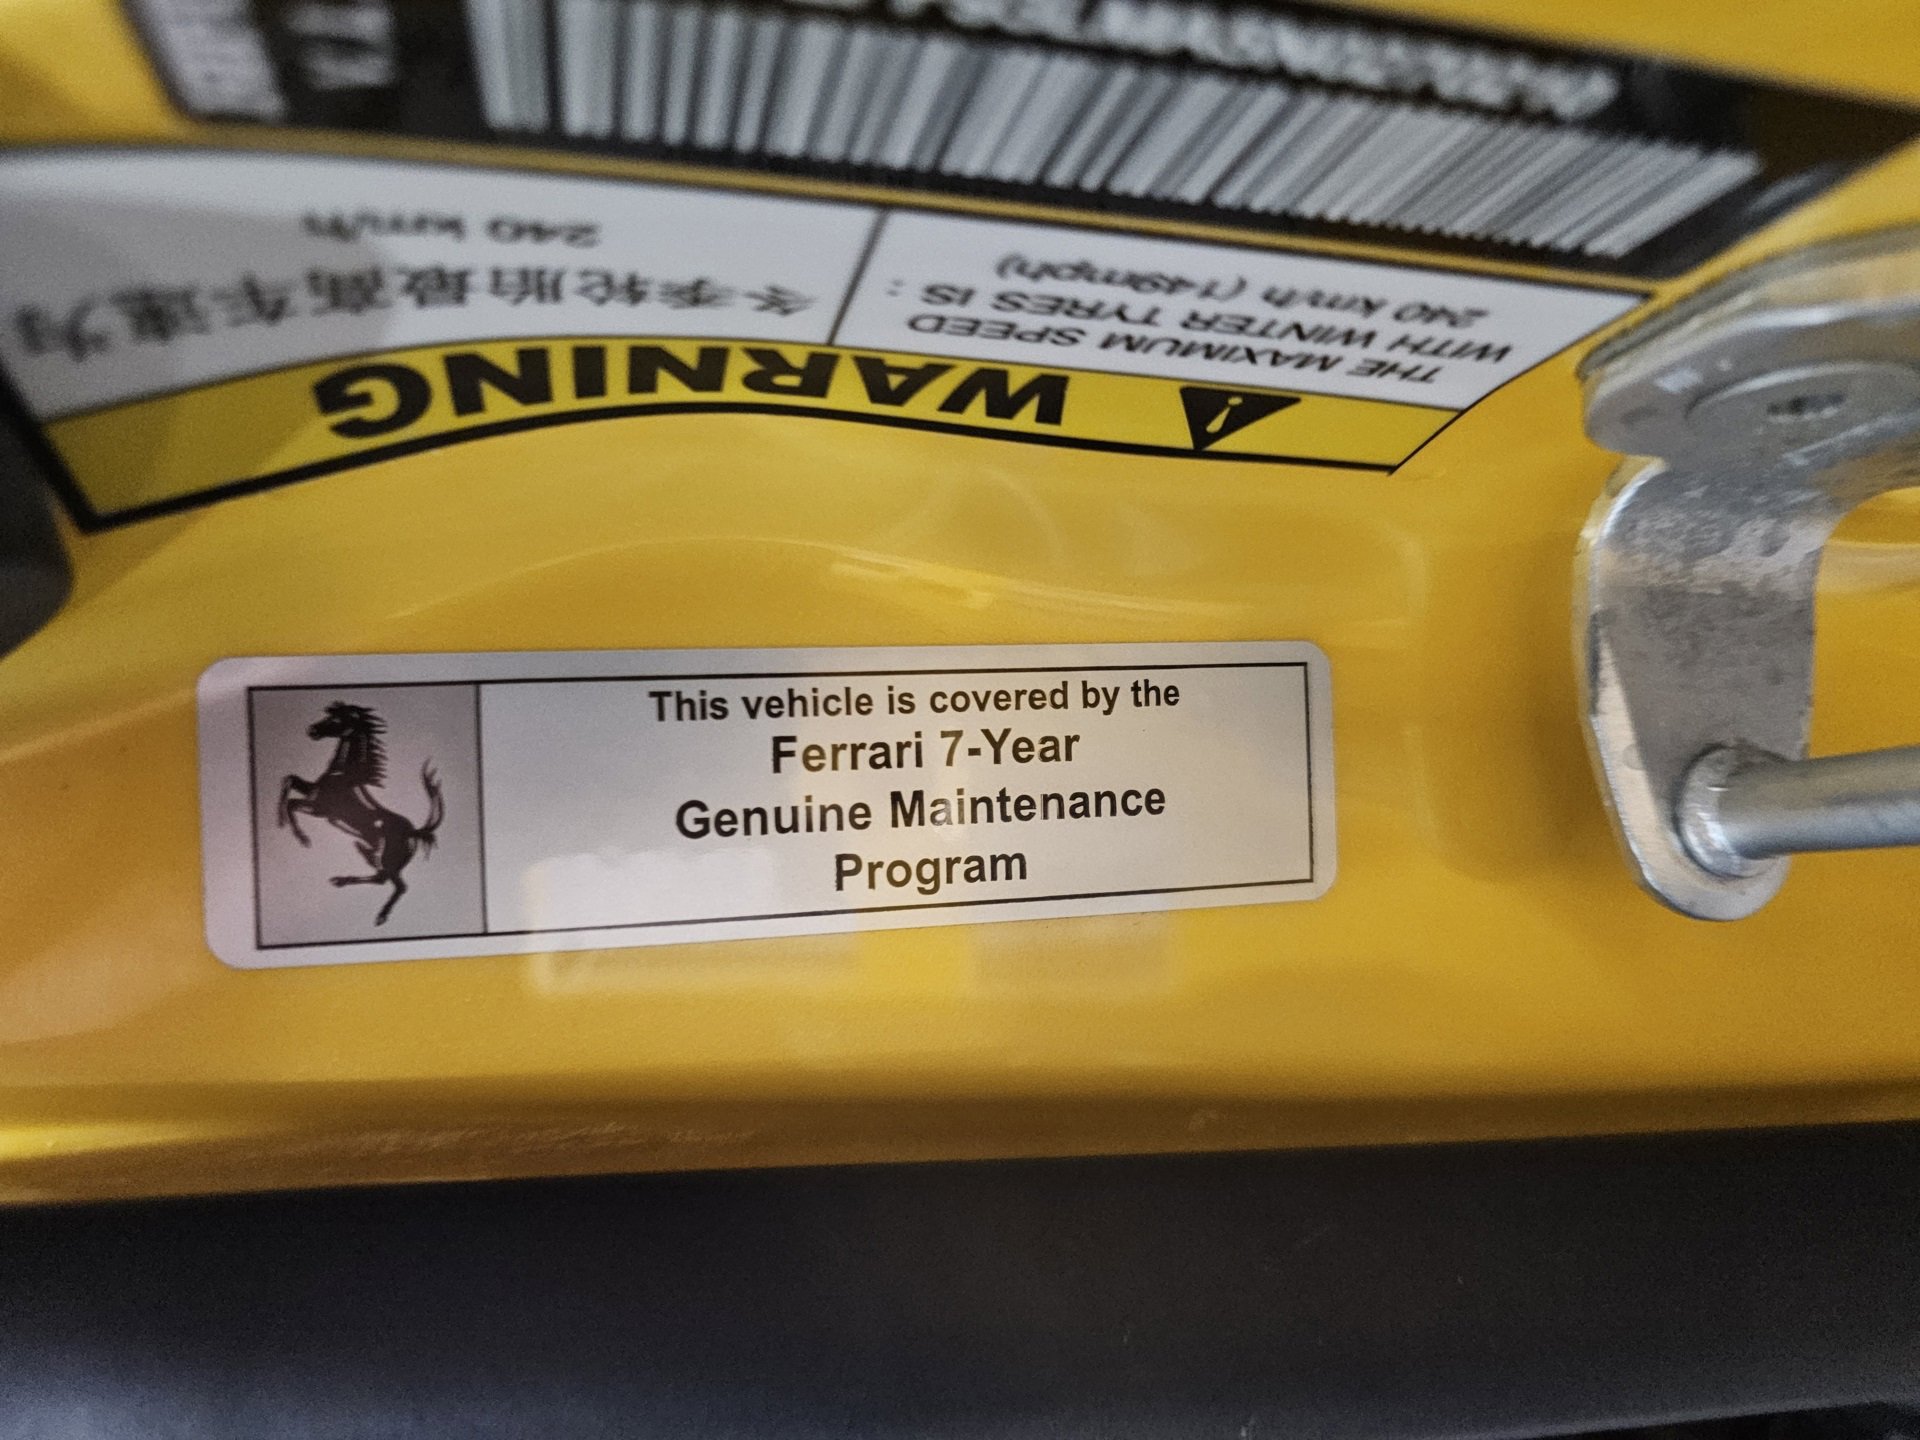 This vehicle is covered by the
Ferrari 7-Year
Genuine Maintenance
Program
WARNING
THE MAXIMUM SPEED
WITH WINTER TYRES IS :
240 km/h (149mph)
冬季轮胎最高车速为
240 km/h